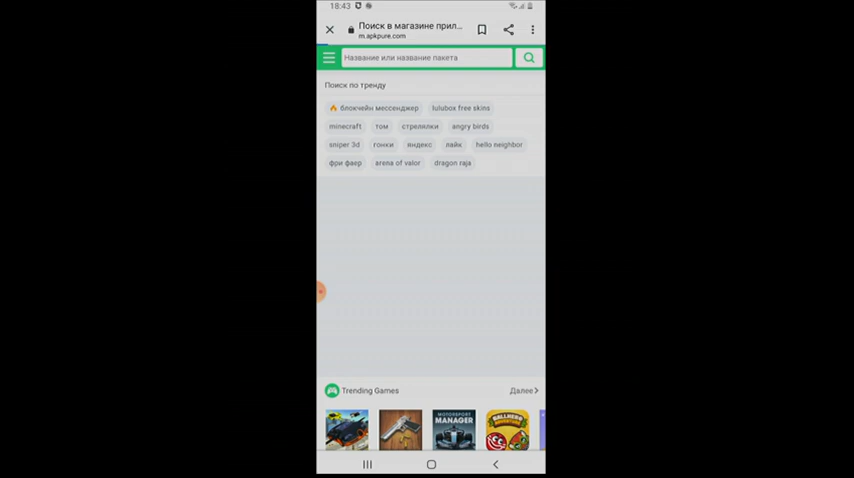 18:43
Поиск в магазине прил...
m.apkpure.com
Название или название пакета
Поиск по тренду
блокчейн мессенджер lulubox free skins
minecraft том стрелялки angry birds
sniper 3d гонки яндекс лайк hello neighbor
фри фаер arena of valor dragon raja
Trending Games Далее
MOTORSPORT
MANAGER
BALLHERO
ADVENTURE